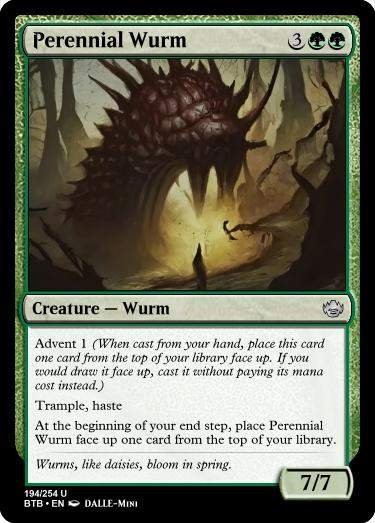 Perennial Wurm 3
Creature — Wurm
Advent 1 (When cast from your hand, place this card
one card from the top of your library face up. If you
would draw it face up, cast it without paying its mana
cost instead.)
Trample, haste
At the beginning of your end step, place Perennial
Wurm face up one card from the top of your library.
Wurms, like daisies, bloom in spring.
7/7
194/254 U
BTB • EN DALLE-Mini